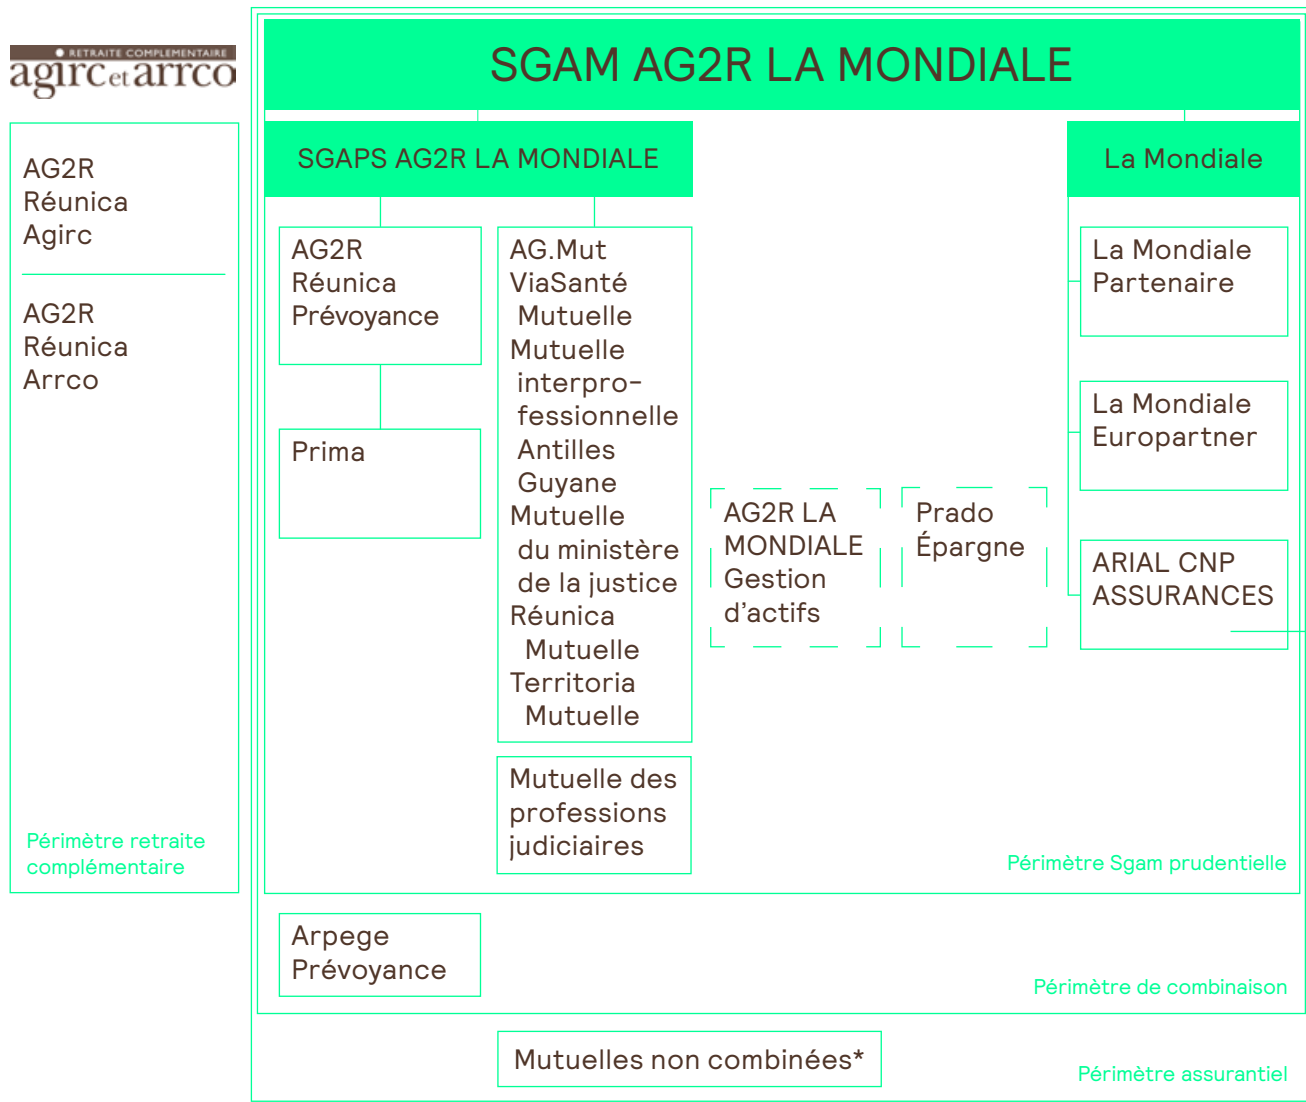 RETRAITE COMPLEMENTAIRE
agirc et arrco
AG2R
Réunica
Agirc
AG2R
Réunica
Arrco
Périmètre retraite
complémentaire
SGAM AG2R LA MONDIALE
SGAPS AG2R LA MONDIALE
La Mondiale
AG2R
Réunica
Prévoyance
Prima
AG.Mut
ViaSanté
Mutuelle
Mutuelle
interpro-
fessionnelle
Antilles
Guyane
Mutuelle
du ministère
de la justice
Réunica
Mutuelle
Territoria
Mutuelle
Mutuelle des
professions
judiciaires
AG2R LA
MONDIALE
Gestion
d’actifs
Prado
Épargne
La Mondiale
Partenaire
La Mondiale
Europartner
ARIAL CNP
ASSURANCES
Périmètre Sgam prudentielle
Arpege
Prévoyance
Périmètre de combinaison
Mutuelles non combinées*
Périmètre assurantiel